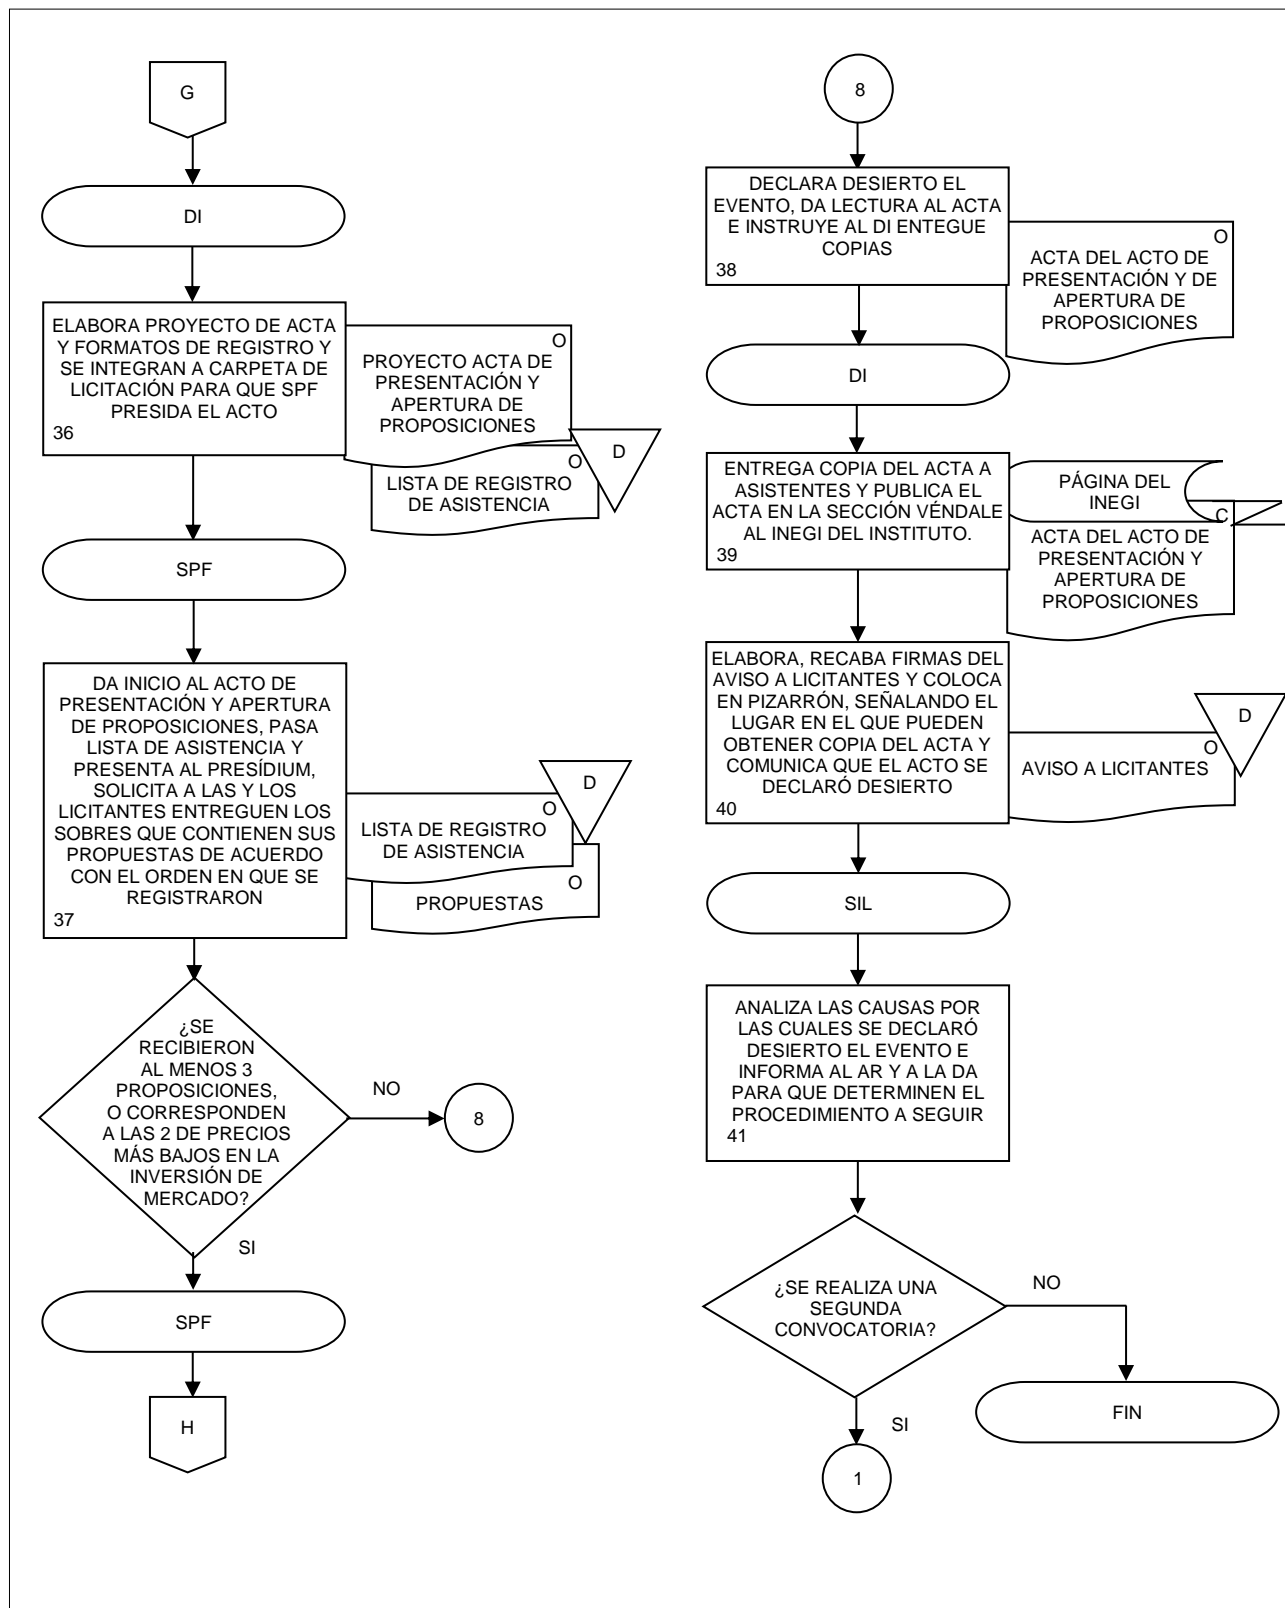 G
DI
ELABORA PROYECTO DE ACTA
Y FORMATOS DE REGISTRO Y
SE INTEGRAN A CARPETA DE
LICITACIÓN PARA QUE SPF
PRESIDA EL ACTO
36
O
PROYECTO ACTA DE
PRESENTACIÓN Y
APERTURA DE
PROPOSICIONES
O
LISTA DE REGISTRO
DE ASISTENCIA
D
SPF
DA INICIO AL ACTO DE
PRESENTACIÓN Y APERTURA
DE PROPOSICIONES, PASA
LISTA DE ASISTENCIA Y
PRESENTA AL PRESÍDIUM,
SOLICITA A LAS Y LOS
LICITANTES ENTREGUEN LOS
SOBRES QUE CONTIENEN SUS
PROPUESTAS DE ACUERDO
CON EL ORDEN EN QUE SE
REGISTRARON
37
O
LISTA DE REGISTRO
DE ASISTENCIA
D
O
PROPUESTAS
¿SE
RECIBIERON
AL MENOS 3
PROPOSICIONES,
O CORRESPONDEN
A LAS 2 DE PRECIOS
MÁS BAJOS EN LA
INVERSIÓN DE
MERCADO?
NO
8
SI
SPF
H
8
DECLARA DESIERTO EL
EVENTO, DA LECTURA AL ACTA
E INSTRUYE AL DI ENTEGUE
COPIAS
38
O
ACTA DEL ACTO DE
PRESENTACIÓN Y DE
APERTURA DE
PROPOSICIONES
DI
ENTREGA COPIA DEL ACTA A
ASISTENTES Y PUBLICA EL
ACTA EN LA SECCIÓN VÉNDALE
AL INEGI DEL INSTITUTO.
39
PÁGINA DEL
INEGI
C
ACTA DEL ACTO DE
PRESENTACIÓN Y
APERTURA DE
PROPOSICIONES
ELABORA, RECABA FIRMAS DEL
AVISO A LICITANTES Y COLOCA
EN PIZARRÓN, SEÑALANDO EL
LUGAR EN EL QUE PUEDEN
OBTENER COPIA DEL ACTA Y
COMUNICA QUE EL ACTO SE
DECLARÓ DESIERTO
40
O
AVISO A LICITANTES
D
SIL
ANALIZA LAS CAUSAS POR
LAS CUALES SE DECLARÓ
DESIERTO EL EVENTO E
INFORMA AL AR Y A LA DA
PARA QUE DETERMINEN EL
PROCEDIMIENTO A SEGUIR
41
¿SE REALIZA UNA
SEGUNDA
CONVOCATORIA?
NO
FIN
SI
1